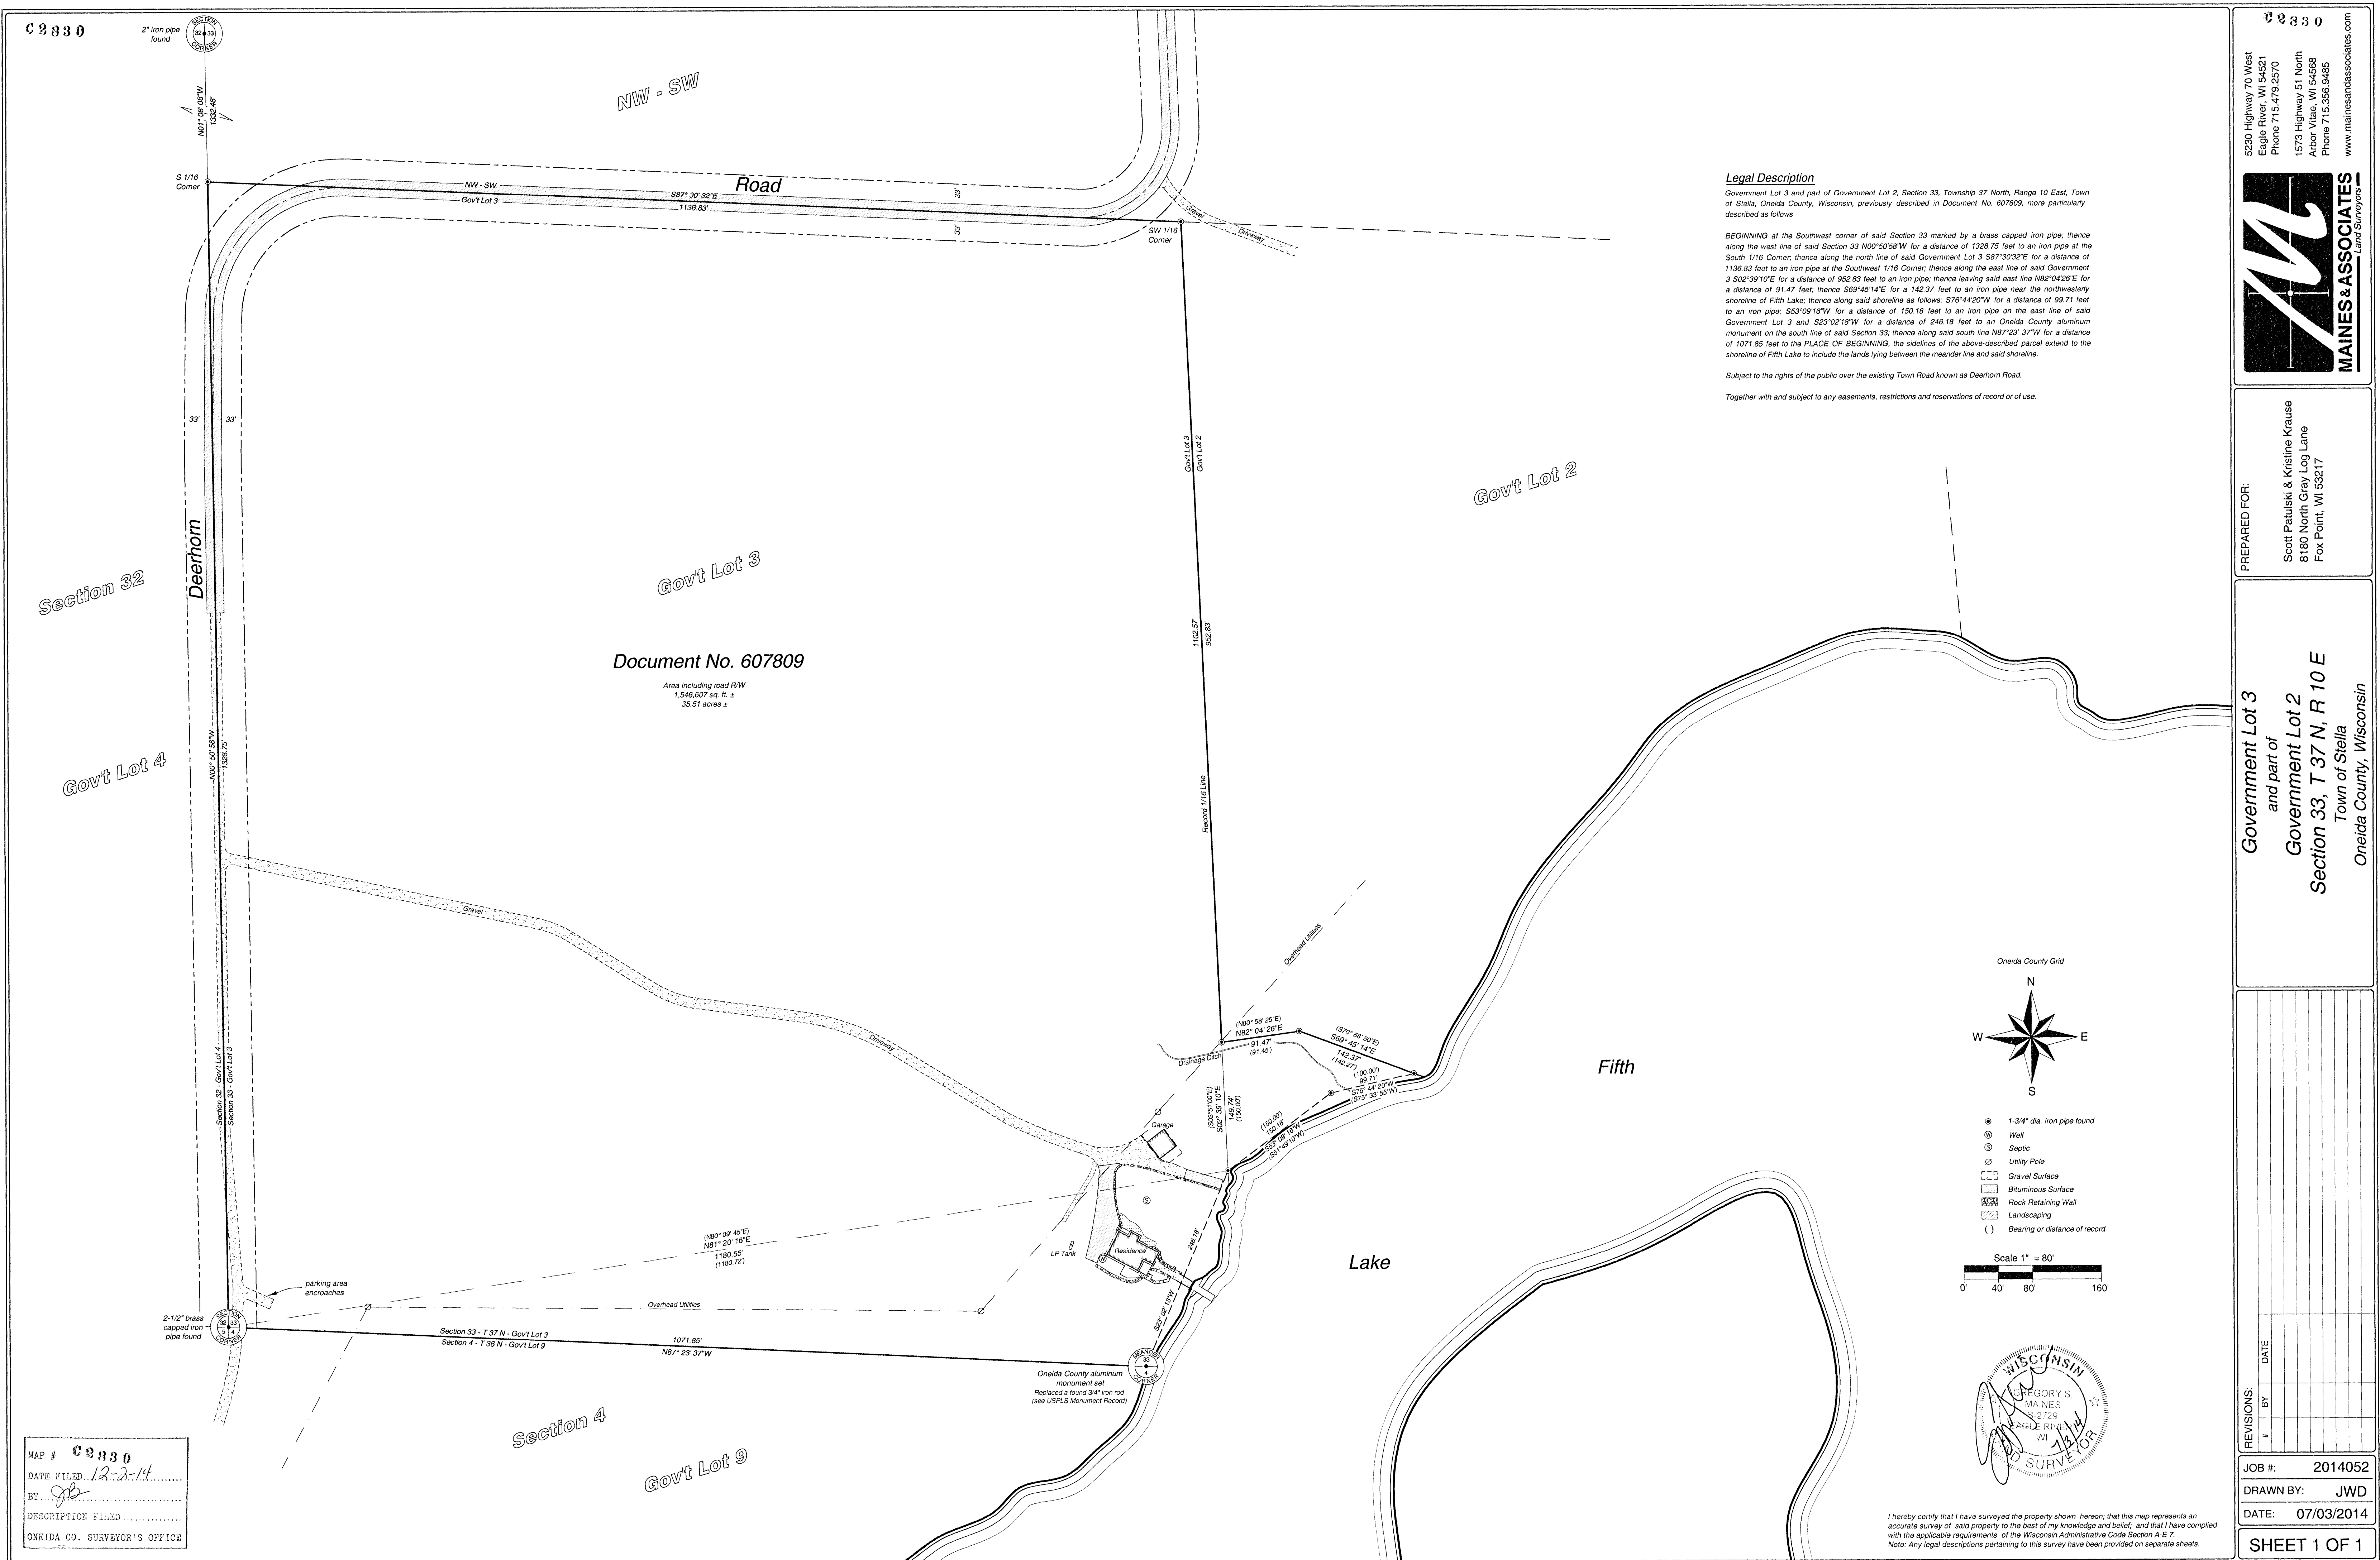 C2830
2" iron pipe
found
SECTION
32 33
CORNER
N01° 08' 08"W
1332.48'
NW - SW
S 1/16
Corner
NW - SW
Gov't Lot 3
S87° 30' 32"E
1136.83'
Road
33'
33'
SW 1/16
Corner
Gravel
Driveway
33'
33'
Deerhorn
Section 32
Gov't Lot 4
Gov't Lot 3
Gov't Lot 3
Gov't Lot 2
Gov't Lot 2
Document No. 607809
Area including road R/W
1,546,607 sq. ft. ±
35.51 acres ±
1102.57'
952.83'
Record 1/16 Line
N00° 50' 58"W
1328.75'
Section 32 - Gov't Lot 4
Section 33 - Gov't Lot 3
Gravel
Driveway
Overhead Utilities
(N80° 58' 25"E)
N82° 04' 26"E
91.47'
(91.45')
(S70° 58' 50"E)
S69° 45' 14"E
142.37'
(142.27')
(100.00')
99.71'
S76° 44' 20"W
(S75° 33' 55"W)
Drainage Ditch
(S03°51'00"E)
S02° 39' 10"E
149.74'
(150.00')
(150.00')
150.18'
S53° 09' 16"W
(S51°49'10"W)
Garage
S
Residence
W
LP Tank
246.18'
S23° 02' 18"W
(N80° 09' 45"E)
N81° 20' 16"E
1180.55'
(1180.72')
parking area
encroaches
2-1/2" brass
capped iron
pipe found
SECTION
32 33
5 4
CORNER
Overhead Utilities
Section 33 - T 37 N - Gov't Lot 3
Section 4 - T 36 N - Gov't Lot 9
1071.85'
N87° 23' 37"W
MEANDER
33
4
CORNER
Oneida County aluminum
monument set
Replaced a found 3/4" iron rod
(see USPLS Monument Record)
Section 4
Gov't Lot 9
Fifth
Lake
MAP # C2830
DATE FILED 12-2-14
BY JB
DESCRIPTION FILED
ONEIDA CO. SURVEYOR'S OFFICE
Legal Description
Government Lot 3 and part of Government Lot 2, Section 33, Township 37 North, Range 10 East, Town
of Stella, Oneida County, Wisconsin, previously described in Document No. 607809, more particularly
described as follows
BEGINNING at the Southwest corner of said Section 33 marked by a brass capped iron pipe; thence
along the west line of said Section 33 N00°50'58"W for a distance of 1328.75 feet to an iron pipe at the
South 1/16 Corner; thence along the north line of said Government Lot 3 S87°30'32"E for a distance of
1136.83 feet to an iron pipe at the Southwest 1/16 Corner; thence along the east line of said Government
3 S02°39'10"E for a distance of 952.83 feet to an iron pipe; thence leaving said east line N82°04'26"E for
a distance of 91.47 feet; thence S69°45'14"E for a 142.37 feet to an iron pipe near the northwesterly
shoreline of Fifth Lake; thence along said shoreline as follows: S76°44'20"W for a distance of 99.71 feet
to an iron pipe; S53°09'16"W for a distance of 150.18 feet to an iron pipe on the east line of said
Government Lot 3 and S23°02'18"W for a distance of 246.18 feet to an Oneida County aluminum
monument on the south line of said Section 33; thence along said south line N87°23' 37"W for a distance
of 1071.85 feet to the PLACE OF BEGINNING, the sidelines of the above-described parcel extend to the
shoreline of Fifth Lake to include the lands lying between the meander line and said shoreline.
Subject to the rights of the public over the existing Town Road known as Deerhorn Road.
Together with and subject to any easements, restrictions and reservations of record or of use.
Oneida County Grid
N
W
E
S
1-3/4" dia. iron pipe found
W Well
S Septic
Utility Pole
Gravel Surface
Bituminous Surface
Rock Retaining Wall
Landscaping
( ) Bearing or distance of record
Scale 1" = 80'
0' 40' 80' 160'
WISCONSIN
GREGORY S
MAINES
S-2729
EAGLE RIVER
WI
7/3/14
LAND SURVEYOR
I hereby certify that I have surveyed the property shown hereon; that this map represents an
accurate survey of said property to the best of my knowledge and belief; and that I have complied
with the applicable requirements of the Wisconsin Administrative Code Section A-E 7.
Note: Any legal descriptions pertaining to this survey have been provided on separate sheets.
C2830
5230 Highway 70 West
Eagle River, WI 54521
Phone 715.479.2570
1573 Highway 51 North
Arbor Vitae, WI 54568
Phone 715.356.9485
www.mainesandassociates.com
M
MAINES & ASSOCIATES
Land Surveyors
PREPARED FOR:
Scott Patulski & Kristine Krause
8180 North Gray Log Lane
Fox Point, WI 53217
Government Lot 3
and part of
Government Lot 2
Section 33, T 37 N, R 10 E
Town of Stella
Oneida County, Wisconsin
REVISIONS:
# BY DATE
JOB #: 2014052
DRAWN BY: JWD
DATE: 07/03/2014
SHEET 1 OF 1